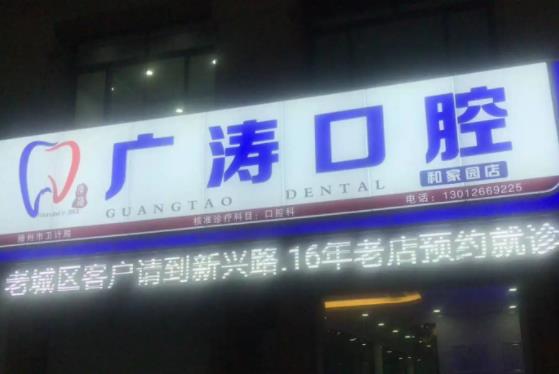 广涛口腔
和家园店
GUANGTAO DENTAL
核准诊疗科目:口腔科
电话:13012669225
老城区客户请到新兴路.16年老店预约就诊